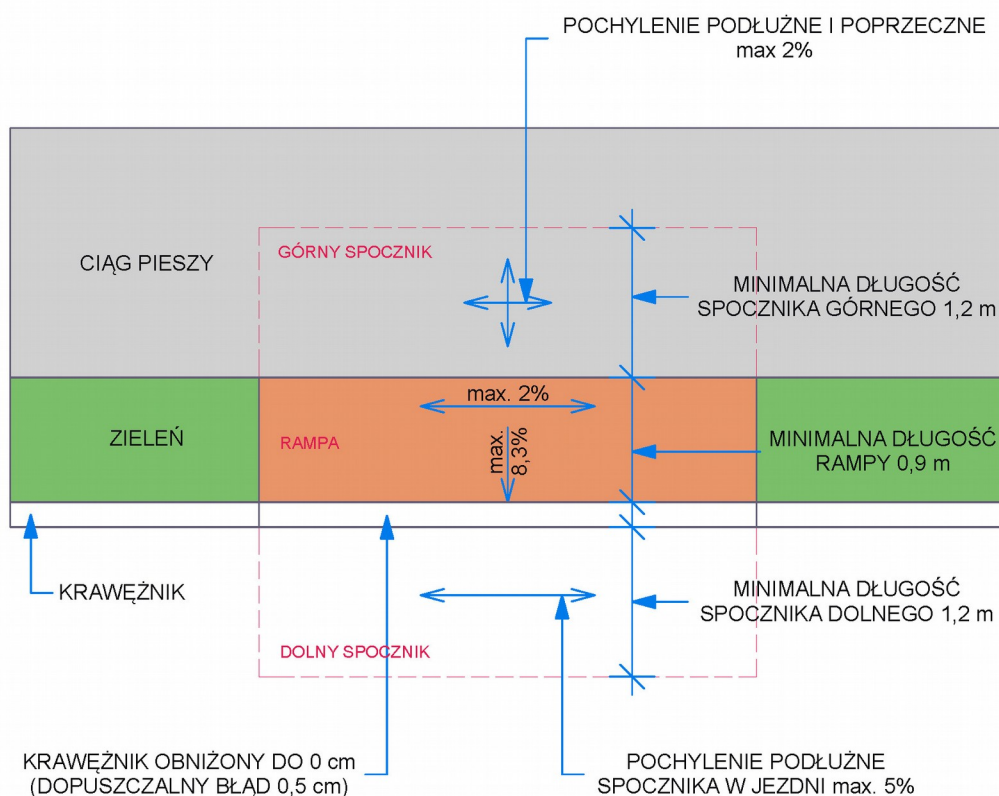 POCHYLENIE PODŁUŻNE I POPRZECZNE
max 2%
GÓRNY SPOCZNIK
CIĄG PIESZY
MINIMALNA DŁUGOŚĆ
SPOCZNIKA GÓRNEGO 1,2 m
max. 2%
ZIELEŃ
RAMPA
max.
8,3%
MINIMALNA DŁUGOŚĆ
RAMPY 0,9 m
KRAWĘŻNIK
MINIMALNA DŁUGOŚĆ
SPOCZNIKA DOLNEGO 1,2 m
DOLNY SPOCZNIK
KRAWĘŻNIK OBNIŻONY DO 0 cm
(DOPUSZCZALNY BŁĄD 0,5 cm)
POCHYLENIE PODŁUŻNE
SPOCZNIKA W JEZDNI max. 5%